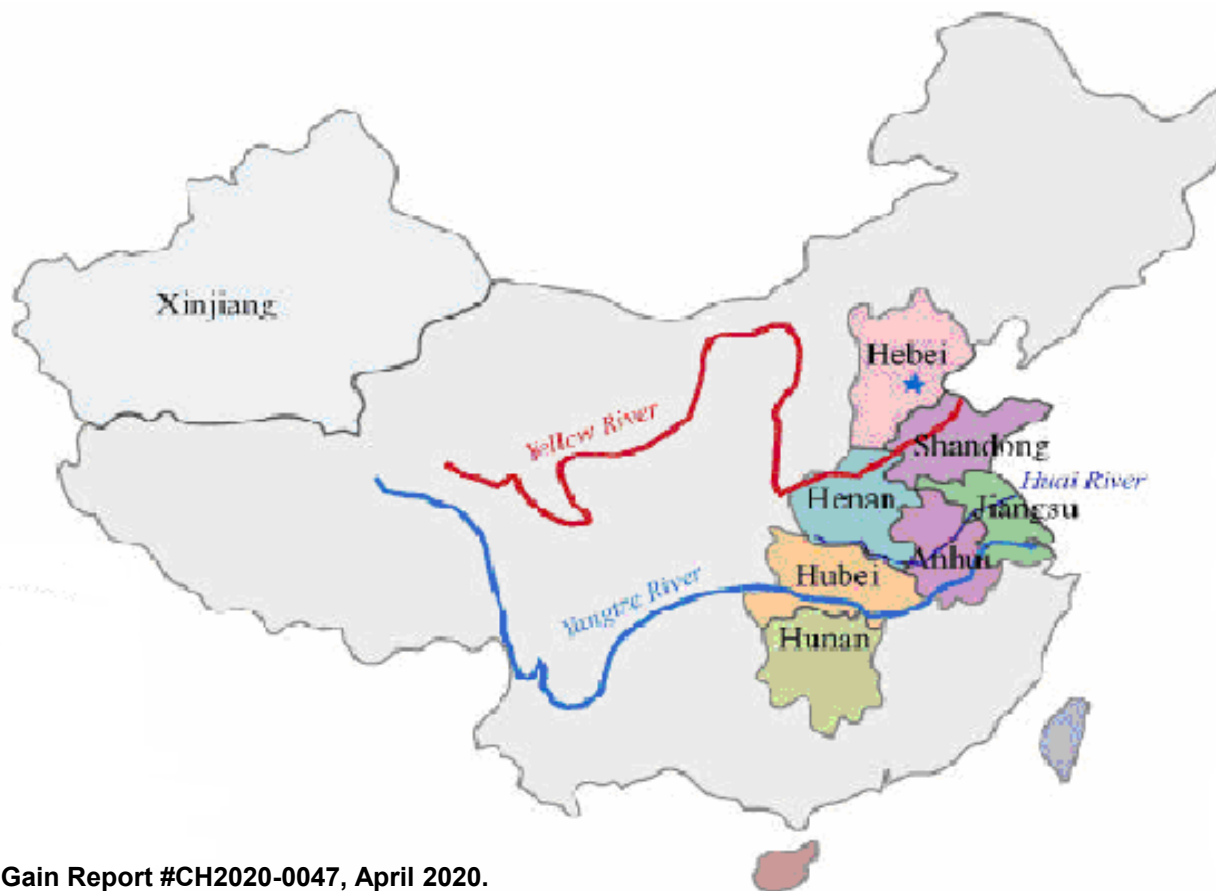 Xinjiang
Hebei
Yellow River
Shandong
Huai River
Henan
Jiangsu
Anhui
Hubei
Yangtze River
Hunan
Gain Report #CH2020-0047, April 2020.